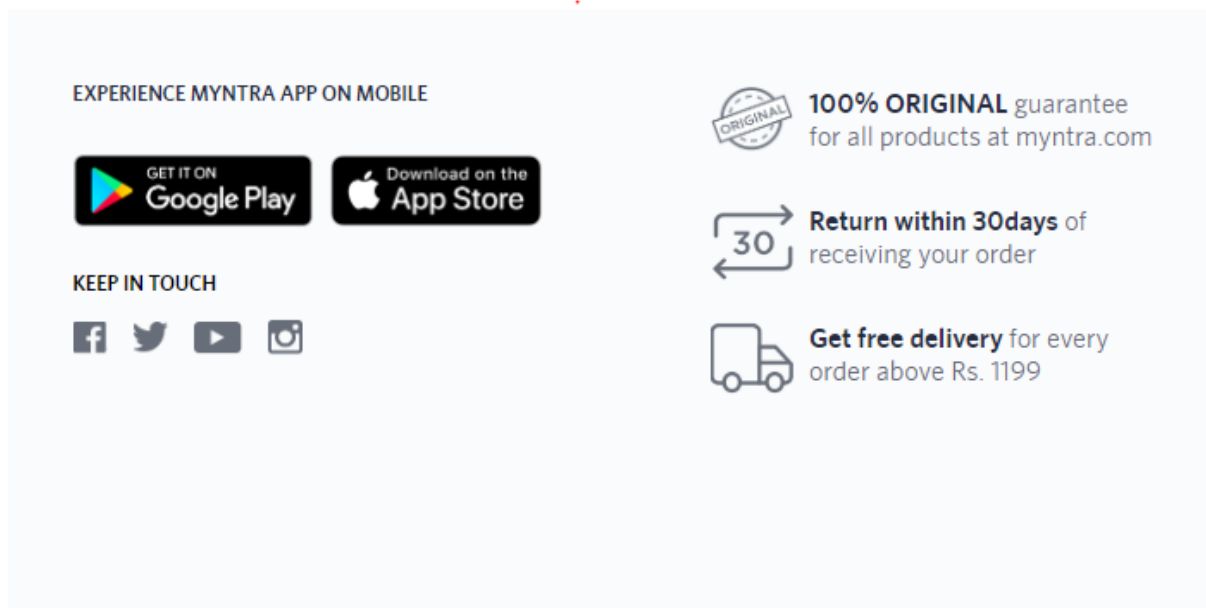 EXPERIENCE MYNTRA APP ON MOBILE
GET IT ON
Google Play
Download on the
App Store
KEEP IN TOUCH
ORIGINAL
100% ORIGINAL guarantee
for all products at myntra.com
30
Return within 30days of
receiving your order
Get free delivery for every
order above Rs. 1199